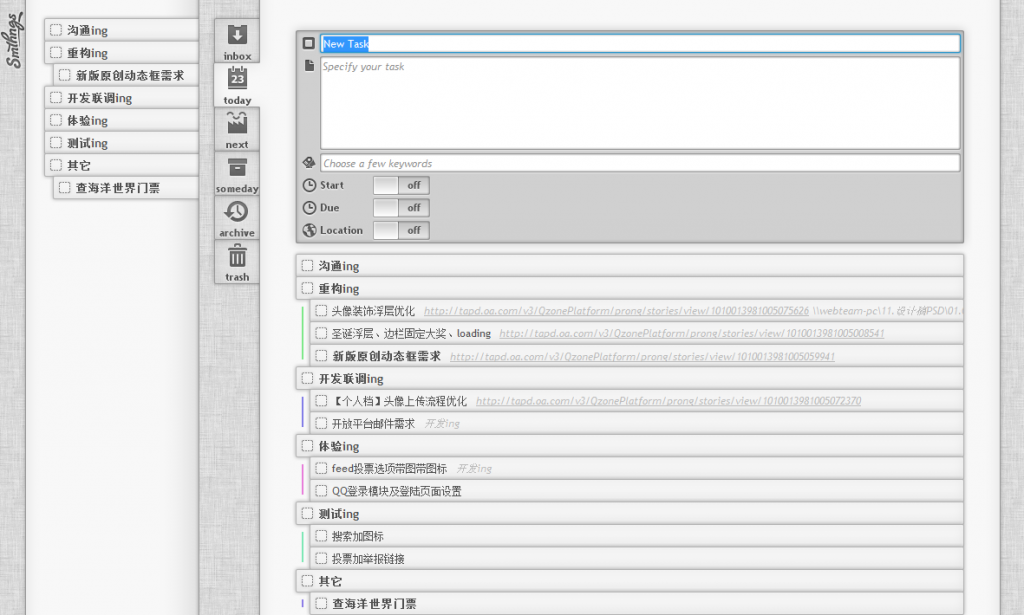 Smthngs
沟通ing
重构ing
新版原创动态框需求
开发联调ing
体验ing
测试ing
其它
查海洋世界门票
inbox
23
today
next
someday
archive
trash
New Task
Specify your task
Choose a few keywords
Start off
Due off
Location off
沟通ing
重构ing
头像装饰浮层优化 http://tapd.oa.com/v3/QzonePlatform/prong/stories/view/1010013981005075626 \\webteam-pc\11.设计稿PSD\01.
圣诞浮层、边栏固定大奖、loading http://tapd.oa.com/v3/QzonePlatform/prong/stories/view/1010013981005008541
新版原创动态框需求 http://tapd.oa.com/v3/QzonePlatform/prong/stories/view/1010013981005059941
开发联调ing
【个人档】头像上传流程优化 http://tapd.oa.com/v3/QzonePlatform/prong/stories/view/1010013981005072370
开放平台邮件需求 开发ing
体验ing
feed投票选项带图带图标 开发ing
QQ登录模块及登陆页面设置
测试ing
搜索加图标
投票加举报链接
其它
查海洋世界门票